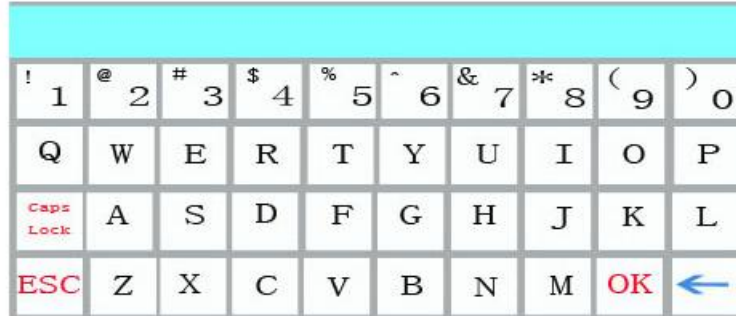 ! 1 @ 2 # 3 $ 4 % 5 ^ 6 & 7 * 8 ( 9 ) 0
Q W E R T Y U I O P
Caps Lock A S D F G H J K L
ESC Z X C V B N M OK ←